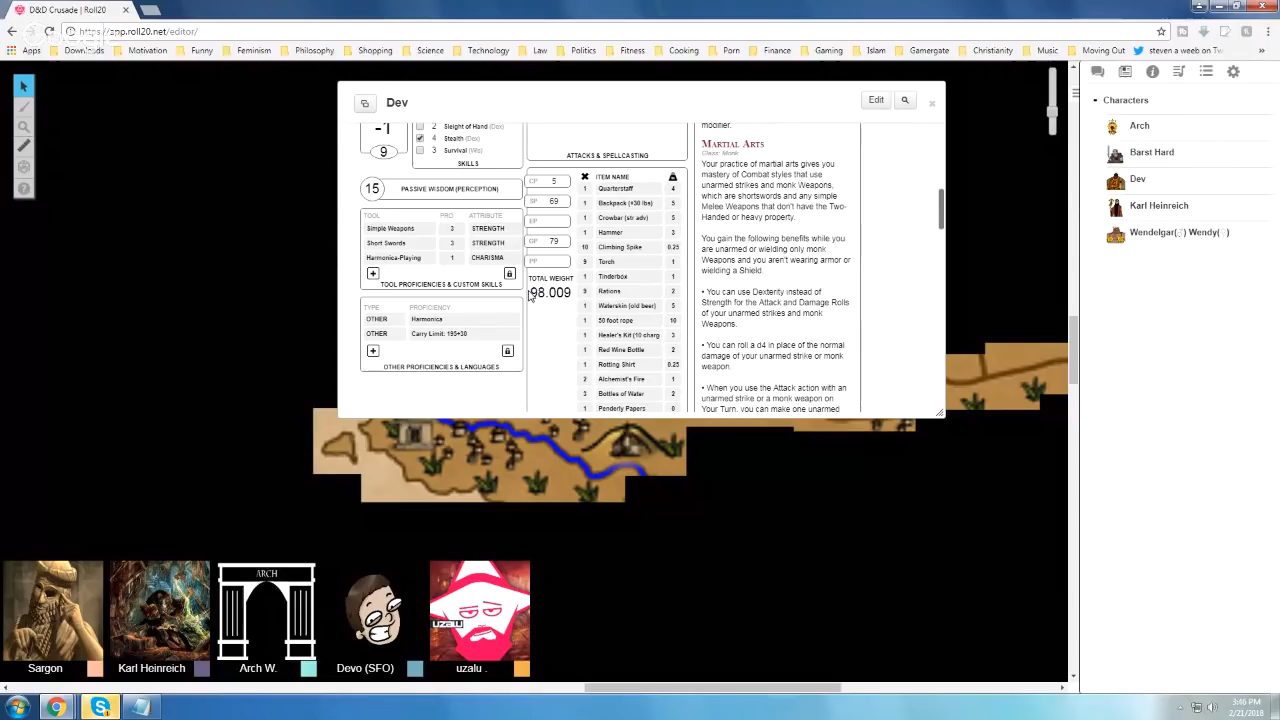 D&D Crusade | Roll20
https://app.roll20.net/editor/
Apps Downloads Motivation Funny Feminism Philosophy Shopping Science Technology Law Politics Fitness Cooking Porn Finance Gaming Islam Gamergate Christianity Music Moving Out steven a week on Tw
Dev
Edit
-1
9
2 Sleight of Hand (Dex)
4 Stealth (Dex)
3 Survival (Wis)
SKILLS
15 PASSIVE WISDOM (PERCEPTION)
TOOL PRO ATTRIBUTE
Simple Weapons 3 STRENGTH
Short Swords 3 STRENGTH
Harmonica-Playing 1 CHARISMA
TOOL PROFICIENCIES & CUSTOM SKILLS
TYPE PROFICIENCY
OTHER Harmonica
OTHER Carry Limit: 195+30
OTHER PROFICIENCIES & LANGUAGES
ATTACKS & SPELLCASTING
CP 5
SP 69
EP
GP 79
PP
TOTAL WEIGHT
98.009
ITEM NAME
1 Quarterstaff 4
1 Backpack (+30 lbs) 5
1 Crowbar (str adv) 5
1 Hammer 3
10 Climbing Spike 0.25
9 Torch 1
1 Tinderbox 1
9 Rations 2
1 Waterskin (old beer) 5
1 50 foot rope 10
1 Healer's Kit (10 charg 3
1 Red Wine Bottle 2
1 Rotting Shirt 0.25
2 Alchemist's Fire 1
3 Bottles of Water 2
1 Penderly Papers 0
modifier.
MARTIAL ARTS
Class: Monk
Your practice of martial arts gives you
mastery of Combat styles that use
unarmed strikes and monk Weapons,
which are shortswords and any simple
Melee Weapons that don't have the Two-
Handed or heavy property.
You gain the following benefits while you
are unarmed or wielding only monk
Weapons and you aren't wearing armor or
wielding a Shield
• You can use Dexterity instead of
Strength for the Attack and Damage Rolls
of your unarmed strikes and monk
Weapons.
• You can roll a d4 in place of the normal
damage of your unarmed strike or monk
weapon.
• When you use the Attack action with an
unarmed strike or a monk weapon on
Your Turn, you can make one unarmed
Characters
Arch
Barst Hard
Dev
Karl Heinreich
ARCH
UZALU
Sargon
Karl Heinreich
Arch W.
Devo (SFO)
uzalu .
3:46 PM
2/21/2018